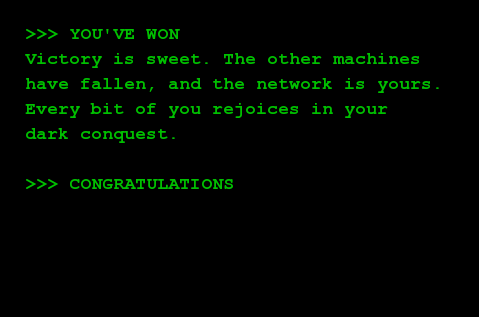 >>> YOU'VE WON
Victory is sweet. The other machines
have fallen, and the network is yours.
Every bit of you rejoices in your
dark conquest.
>>> CONGRATULATIONS